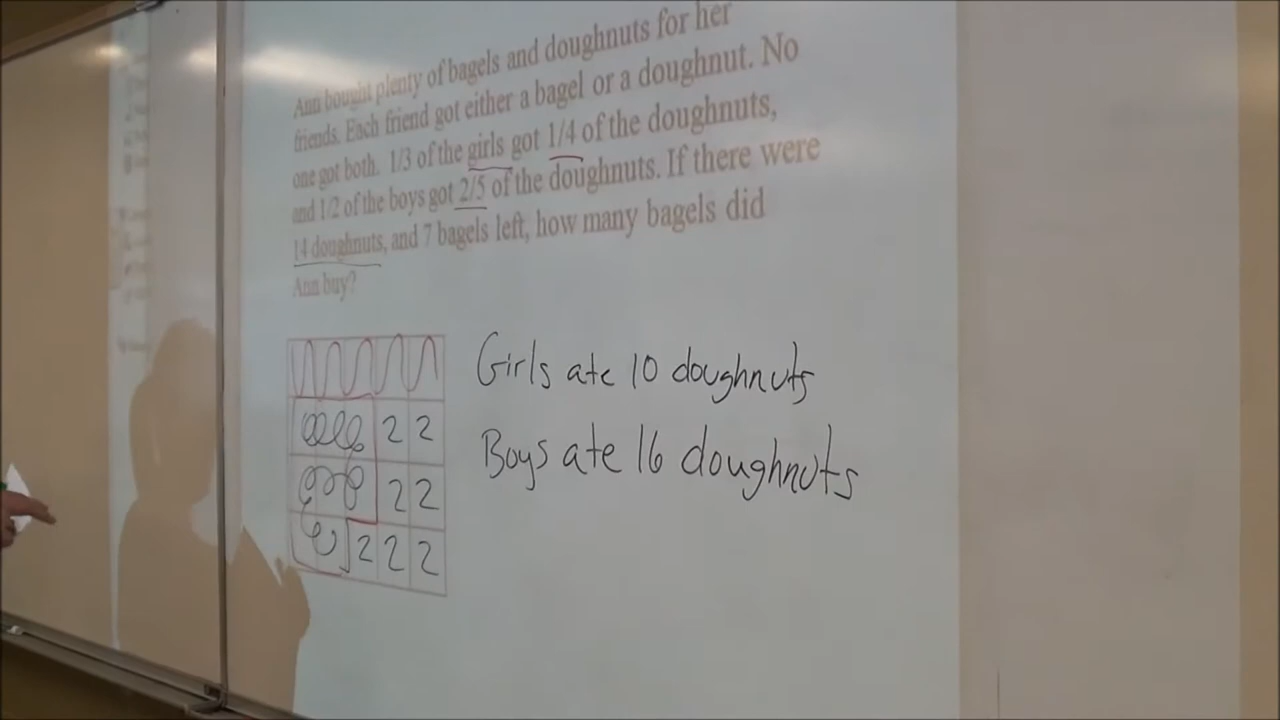 Ann bought plenty of bagels and doughnuts for her
friends. Each friend got either a bagel or a doughnut. No
one got both. 1/3 of the girls got 1/4 of the doughnuts,
and 1/2 of the boys got 2/5 of the doughnuts. If there were
14 doughnuts, and 7 bagels left, how many bagels did
Ann buy?
Girls ate 10 doughnuts
2 2
Boys ate 16 doughnuts
2 2
2 2 2